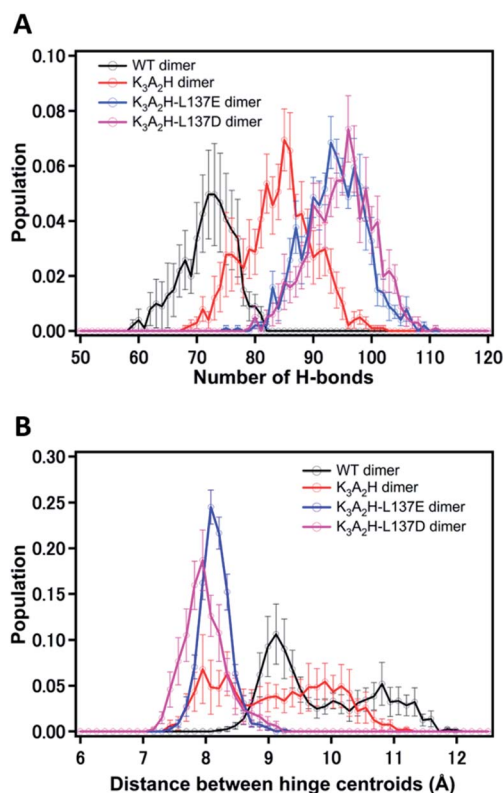 A
0.10
0.08
0.06
0.04
0.02
0.00
Population
WT dimer
K₃A₂H dimer
K₃A₂H-L137E dimer
K₃A₂H-L137D dimer
50 60 70 80 90 100 110 120
Number of H-bonds
B
0.30
0.25
0.20
0.15
0.10
0.05
0.00
Population
WT dimer
K₃A₂H dimer
K₃A₂H-L137E dimer
K₃A₂H-L137D dimer
6 7 8 9 10 11 12
Distance between hinge centroids (Å)